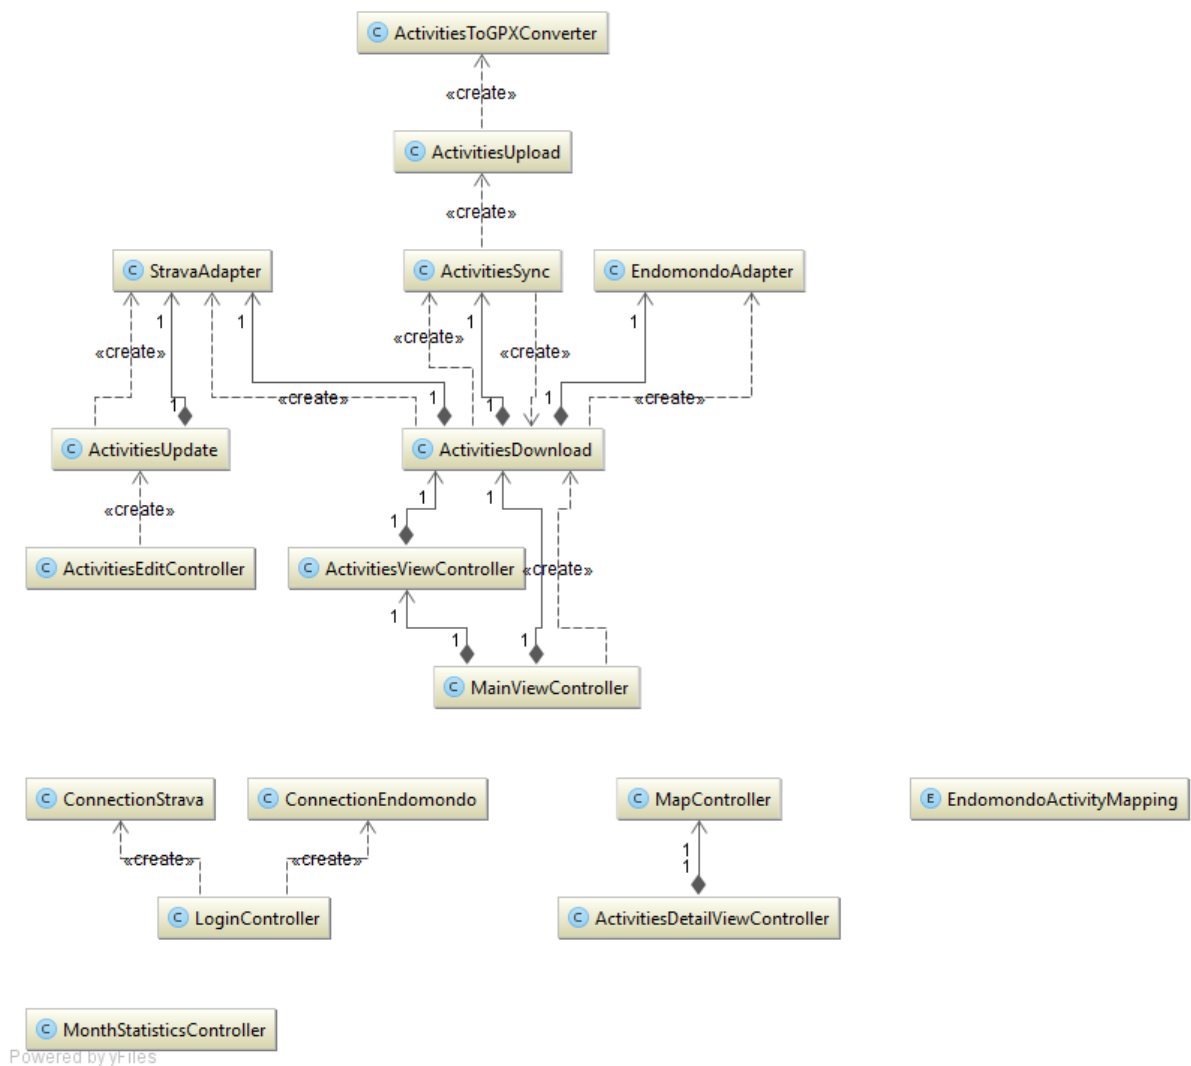 C ActivitiesToGPXConverter
«create»
C ActivitiesUpload
«create»
C StravaAdapter
C ActivitiesSync
C EndomondoAdapter
1
1
1
1
«create»
«create»
«create»
1
1
1
1
«create»
«create»
C ActivitiesUpdate
C ActivitiesDownload
1
1
«create»
1
C ActivitiesEditController
C ActivitiesViewController
«create»
1
1
1
C MainViewController
C ConnectionStrava
C ConnectionEndomondo
C MapController
E EndomondoActivityMapping
«create»
«create»
1
1
C LoginController
C ActivitiesDetailViewController
C MonthStatisticsController
Powered by yFiles